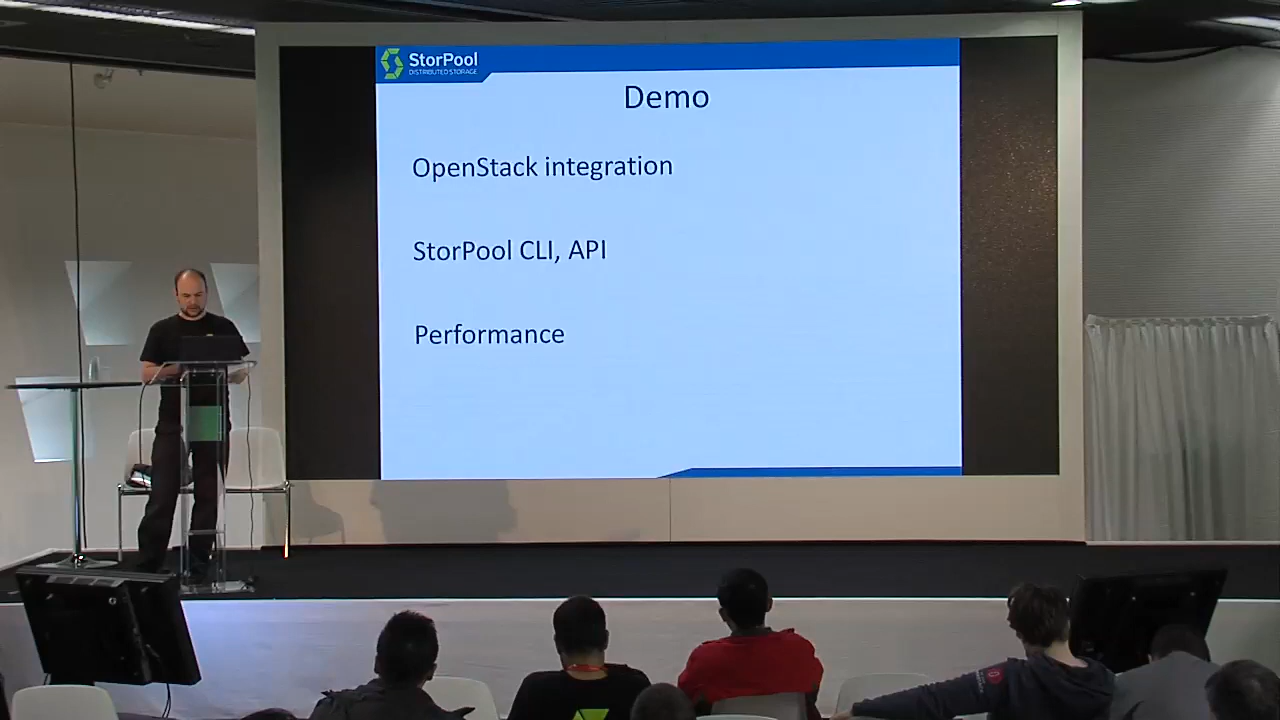 StorPool
DISTRIBUTED STORAGE
Demo
OpenStack integration
StorPool CLI, API
Performance